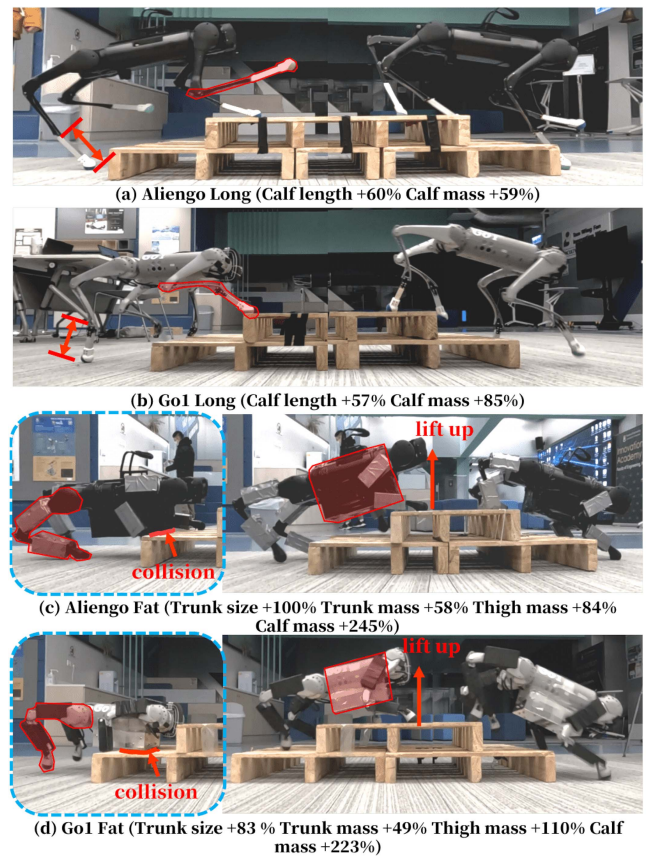 (a) Aliengo Long (Calf length +60% Calf mass +59%)
(b) Go1 Long (Calf length +57% Calf mass +85%)
lift up
collision
(c) Aliengo Fat (Trunk size +100% Trunk mass +58% Thigh mass +84%
Calf mass +245%)
lift up
collision
(d) Go1 Fat (Trunk size +83 % Trunk mass +49% Thigh mass +110% Calf
mass +223%)